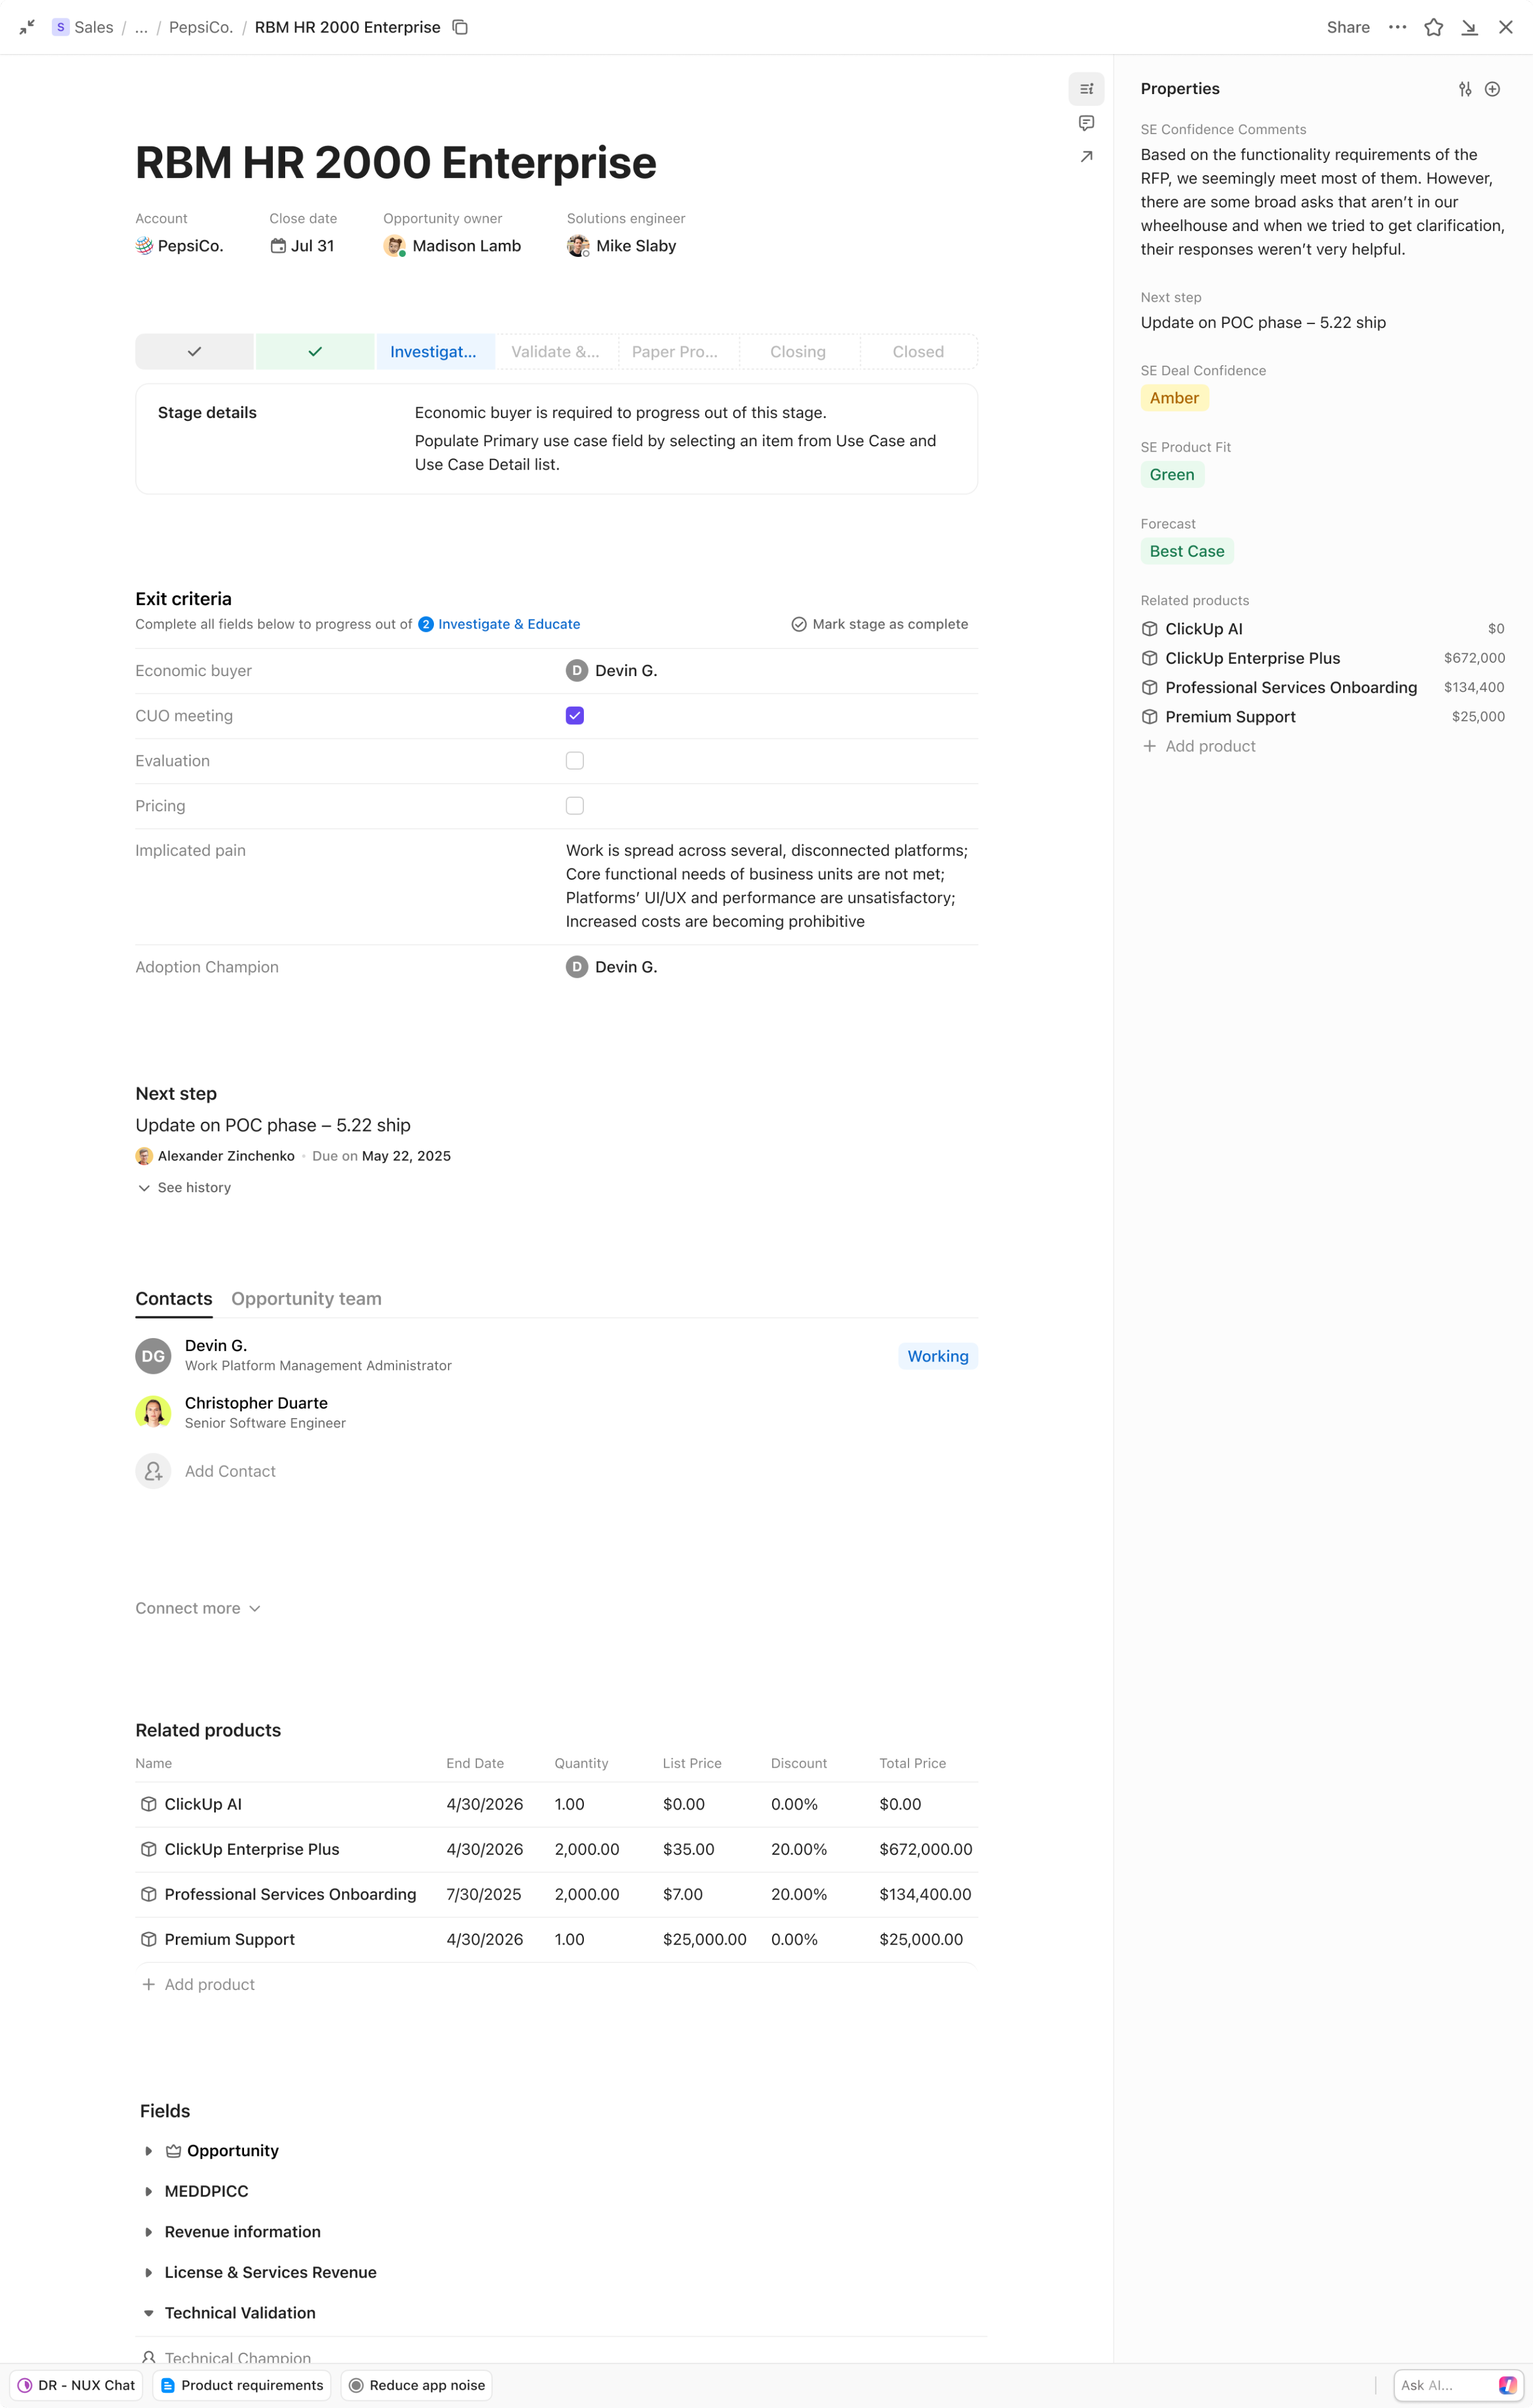 S Sales / ... / PepsiCo. / RBM HR 2000 Enterprise
Share
RBM HR 2000 Enterprise
Account
PepsiCo.
Close date
Jul 31
Opportunity owner
Madison Lamb
Solutions engineer
Mike Slaby
Investigat...
Validate &...
Paper Pro...
Closing
Closed
Stage details
Economic buyer is required to progress out of this stage.
Populate Primary use case field by selecting an item from Use Case and
Use Case Detail list.
Exit criteria
Complete all fields below to progress out of 2 Investigate & Educate
Mark stage as complete
Economic buyer
D Devin G.
CUO meeting
Evaluation
Pricing
Implicated pain
Work is spread across several, disconnected platforms;
Core functional needs of business units are not met;
Platforms’ UI/UX and performance are unsatisfactory;
Increased costs are becoming prohibitive
Adoption Champion
D Devin G.
Next step
Update on POC phase – 5.22 ship
Alexander Zinchenko • Due on May 22, 2025
See history
Contacts
Opportunity team
DG
Devin G.
Work Platform Management Administrator
Working
Christopher Duarte
Senior Software Engineer
Add Contact
Connect more
Related products
Name End Date Quantity List Price Discount Total Price
ClickUp AI 4/30/2026 1.00 $0.00 0.00% $0.00
ClickUp Enterprise Plus 4/30/2026 2,000.00 $35.00 20.00% $672,000.00
Professional Services Onboarding 7/30/2025 2,000.00 $7.00 20.00% $134,400.00
Premium Support 4/30/2026 1.00 $25,000.00 0.00% $25,000.00
Add product
Fields
Opportunity
MEDDPICC
Revenue information
License & Services Revenue
Technical Validation
Technical Champion
Properties
SE Confidence Comments
Based on the functionality requirements of the
RFP, we seemingly meet most of them. However,
there are some broad asks that aren’t in our
wheelhouse and when we tried to get clarification,
their responses weren’t very helpful.
Next step
Update on POC phase – 5.22 ship
SE Deal Confidence
Amber
SE Product Fit
Green
Forecast
Best Case
Related products
ClickUp AI $0
ClickUp Enterprise Plus $672,000
Professional Services Onboarding $134,400
Premium Support $25,000
Add product
DR - NUX Chat
Product requirements
Reduce app noise
Ask AI...